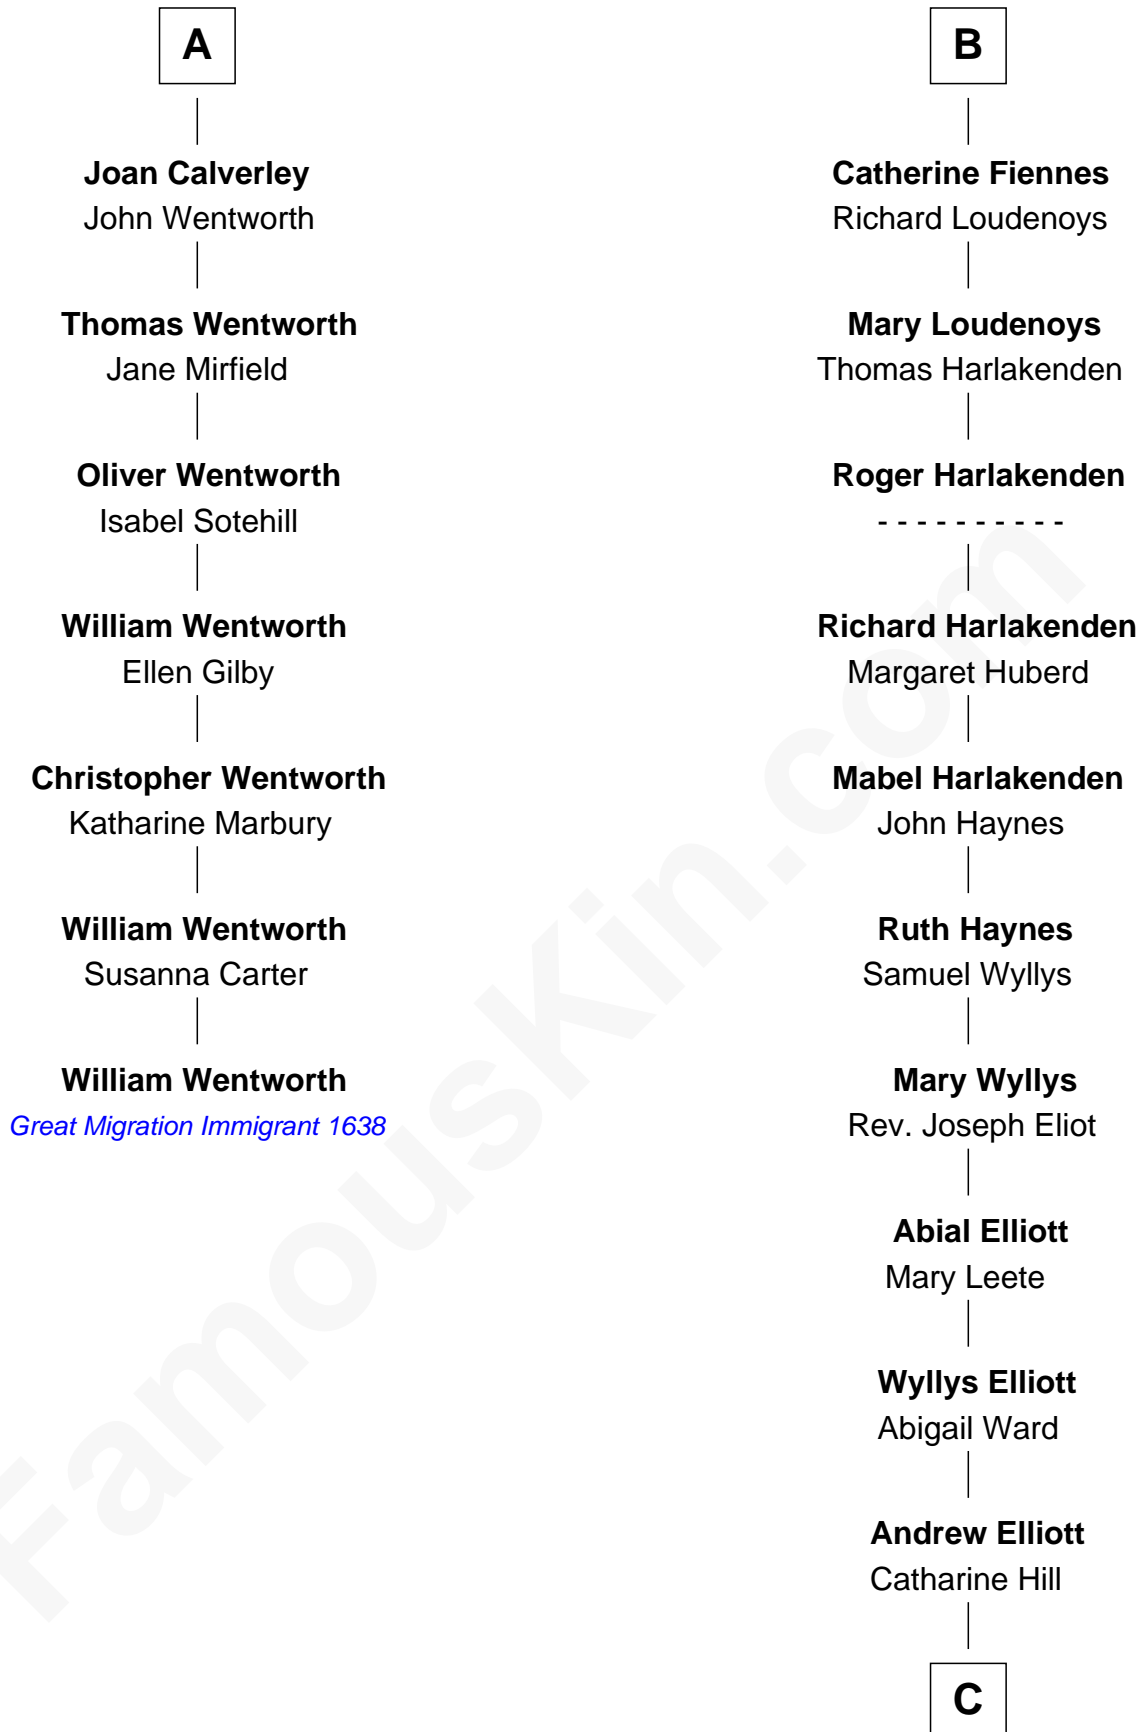 A
Joan Calverley
John Wentworth
Thomas Wentworth
Jane Mirfield
Oliver Wentworth
Isabel Sotehill
William Wentworth
Ellen Gilby
Christopher Wentworth
Katharine Marbury
William Wentworth
Susanna Carter
William Wentworth
Great Migration Immigrant 1638
B
Catherine Fiennes
Richard Loudenoys
Mary Loudenoys
Thomas Harlakenden
Roger Harlakenden
- - - - - - - - - -
Richard Harlakenden
Margaret Huberd
Mabel Harlakenden
John Haynes
Ruth Haynes
Samuel Wyllys
Mary Wyllys
Rev. Joseph Eliot
Abial Elliott
Mary Leete
Wyllys Elliott
Abigail Ward
Andrew Elliott
Catharine Hill
C
FamousKin.com